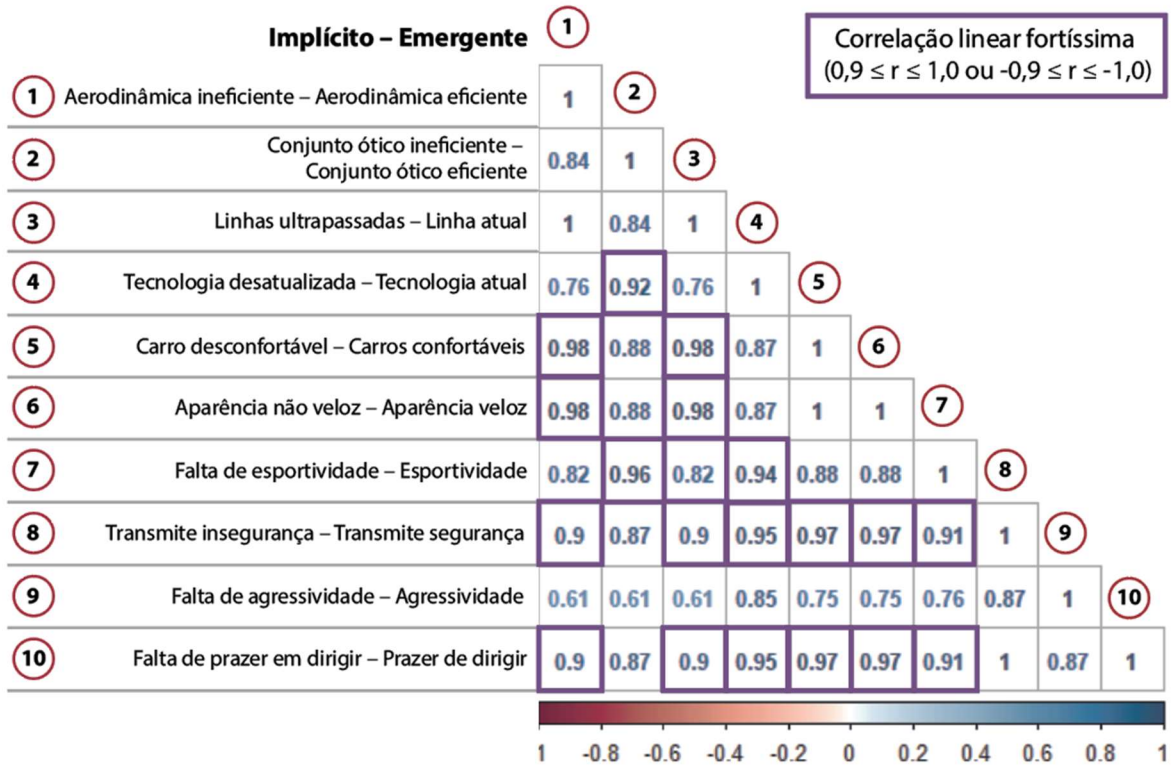 Implícito – Emergente
1
Correlação linear fortíssima
(0,9 ≤ r ≤ 1,0 ou -0,9 ≤ r ≤ -1,0)
1 Aerodinâmica ineficiente – Aerodinâmica eficiente 1 2
2 Conjunto ótico ineficiente –
Conjunto ótico eficiente 0.84 1 3
3 Linhas ultrapassadas – Linha atual 1 0.84 1 4
4 Tecnologia desatualizada – Tecnologia atual 0.76 0.92 0.76 1 5
5 Carro desconfortável – Carros confortáveis 0.98 0.88 0.98 0.87 1 6
6 Aparência não veloz – Aparência veloz 0.98 0.88 0.98 0.87 1 1 7
7 Falta de esportividade – Esportividade 0.82 0.96 0.82 0.94 0.88 0.88 1 8
8 Transmite insegurança – Transmite segurança 0.9 0.87 0.9 0.95 0.97 0.97 0.91 1 9
9 Falta de agressividade – Agressividade 0.61 0.61 0.61 0.85 0.75 0.75 0.76 0.87 1 10
10 Falta de prazer em dirigir – Prazer de dirigir 0.9 0.87 0.9 0.95 0.97 0.97 0.91 1 0.87 1
1 -0.8 -0.6 -0.4 -0.2 0 0.2 0.4 0.6 0.8 1